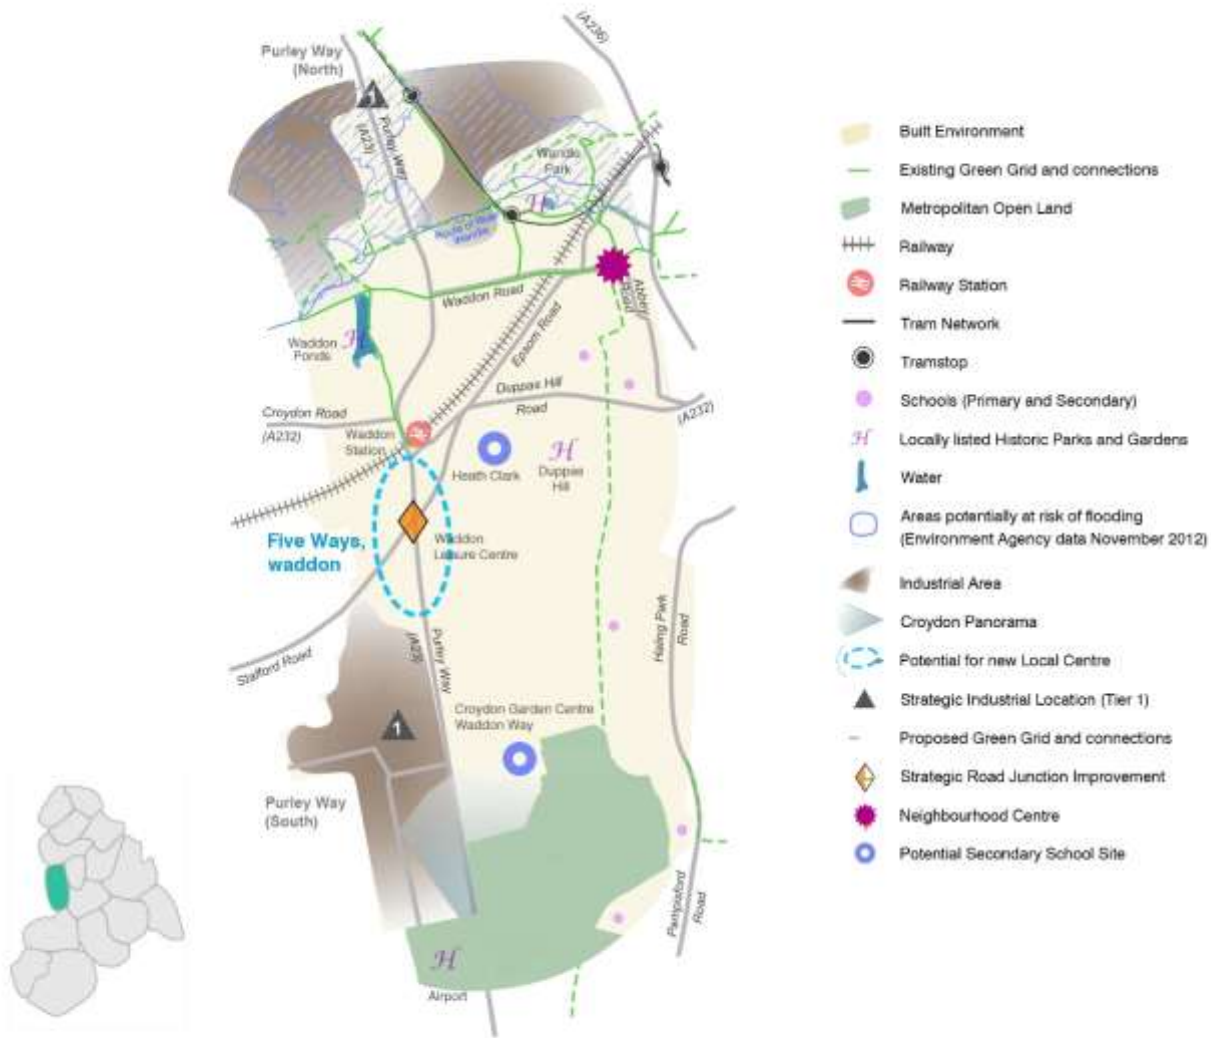 (A236)
Purley Way
(North)
1
(A23)
Purley Way
Wandle
Park
H
Route of River
Wandle
Waddon Road
Abbey
Road
Epsom Road
Waddon
Ponds
H
Duppas Hill
Road
(A232)
Croydon Road
(A232)
Waddon
Station
Heath Clark
H
Duppas
Hill
Five Ways,
waddon
Waddon
Leisure Centre
Stafford Road
(A23)
Purley Way
Haling Park
Road
Croydon Garden Centre
Waddon Way
1
Purley Way
(South)
Pampisford
Road
H
Airport
Built Environment
Existing Green Grid and connections
Metropolitan Open Land
Railway
Railway Station
Tram Network
Tramstop
Schools (Primary and Secondary)
H Locally listed Historic Parks and Gardens
Water
Areas potentially at risk of flooding
(Environment Agency data November 2012)
Industrial Area
Croydon Panorama
Potential for new Local Centre
Strategic Industrial Location (Tier 1)
Proposed Green Grid and connections
Strategic Road Junction Improvement
Neighbourhood Centre
Potential Secondary School Site